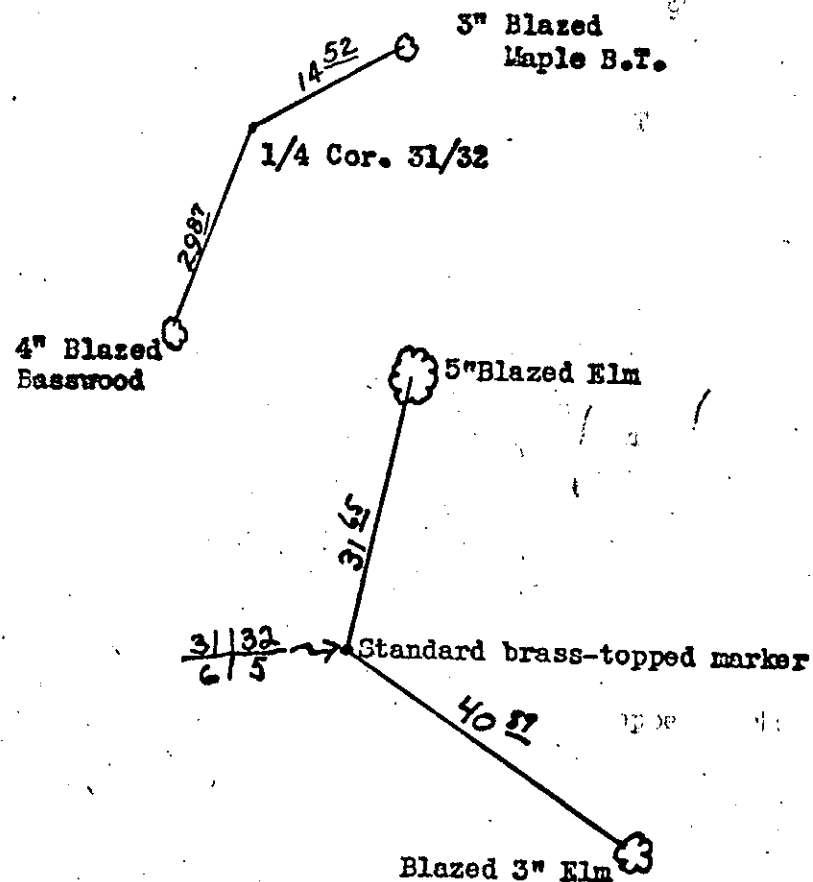 3" Blazed
Maple B.T.
14 52
1/4 Cor. 31/32
29 87
4" Blazed
Basswood
5" Blazed Elm
31 65
31|32
6|5
Standard brass-topped marker
40 87
Blazed 3" Elm